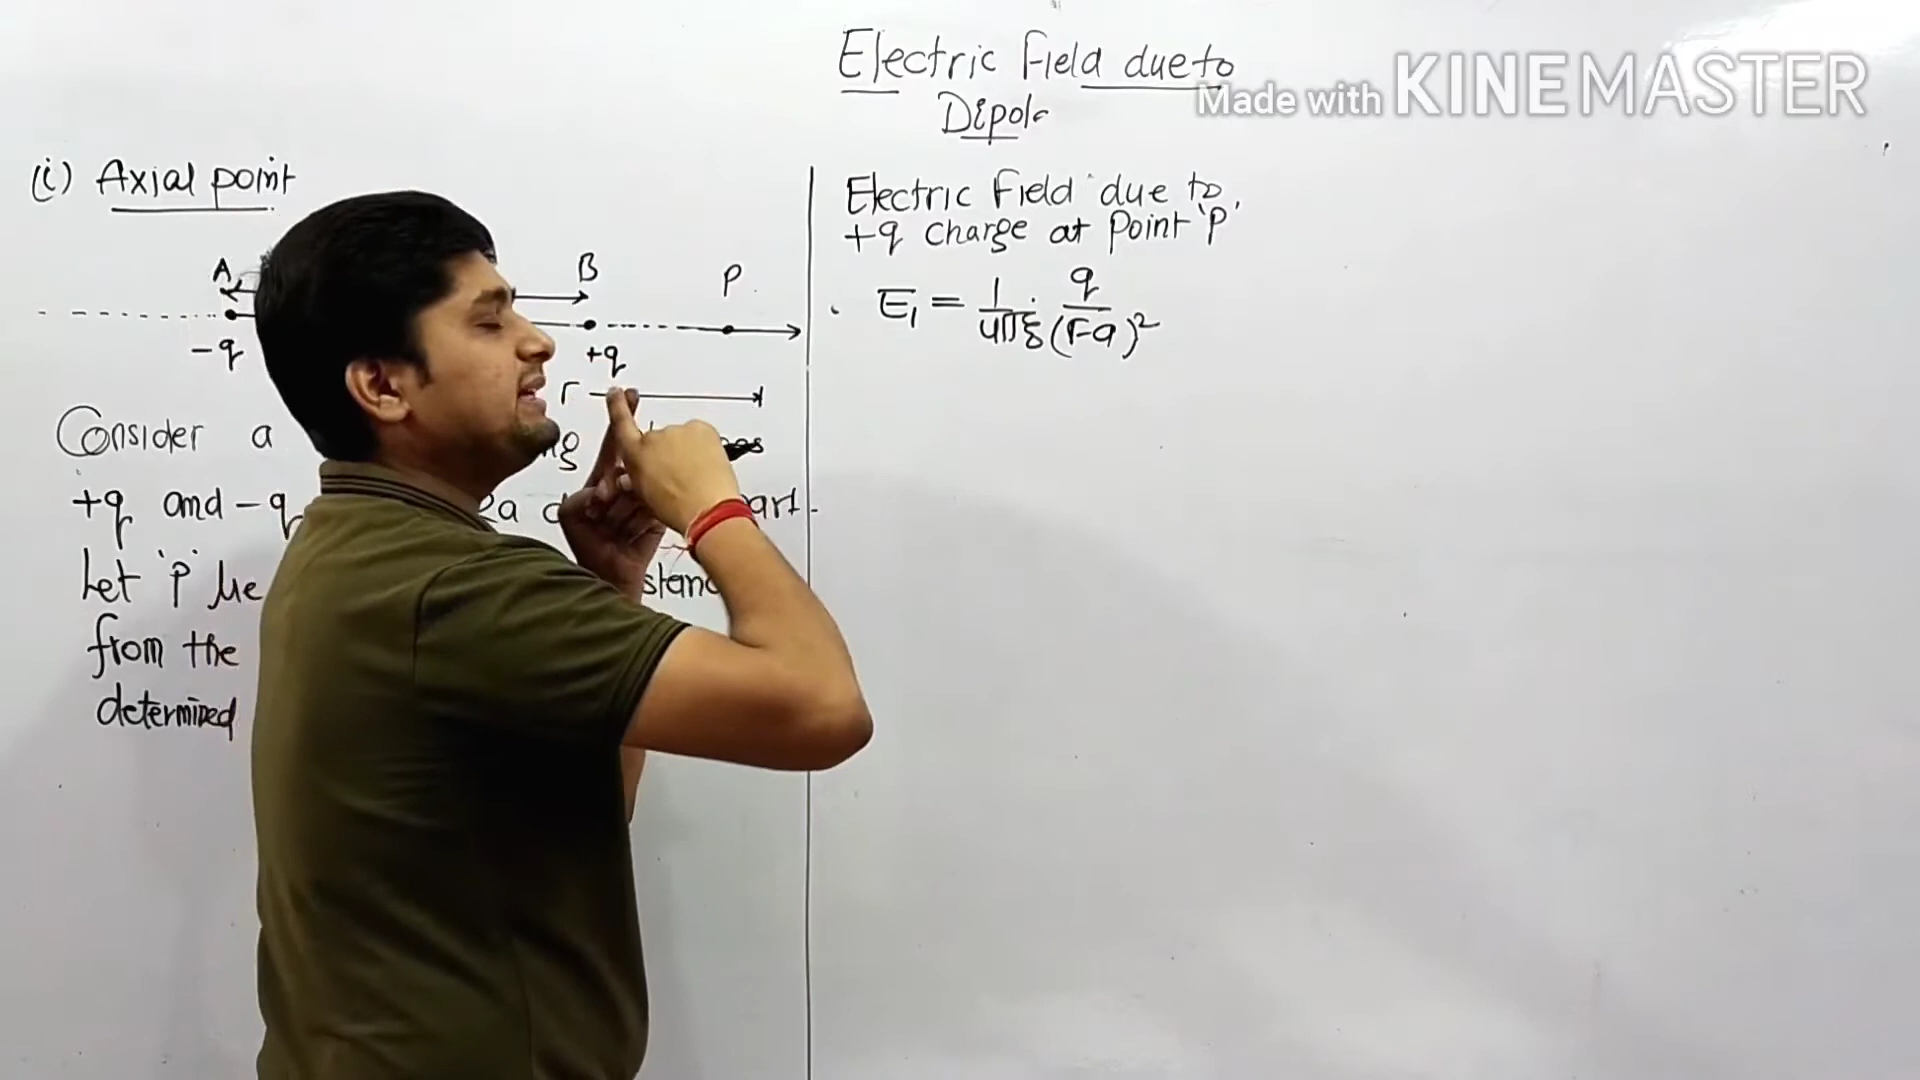 Electric Field due to
Dipole
Made with KINEMASTER
(i) Axial point
A B P
-q +q
r
Consider a
+q and -q 2a
Let 'P' be
from the
determined
Electric Field due to
+q charge at Point 'P'
E₁ = 1/4πε₀ · q/(r-a)²